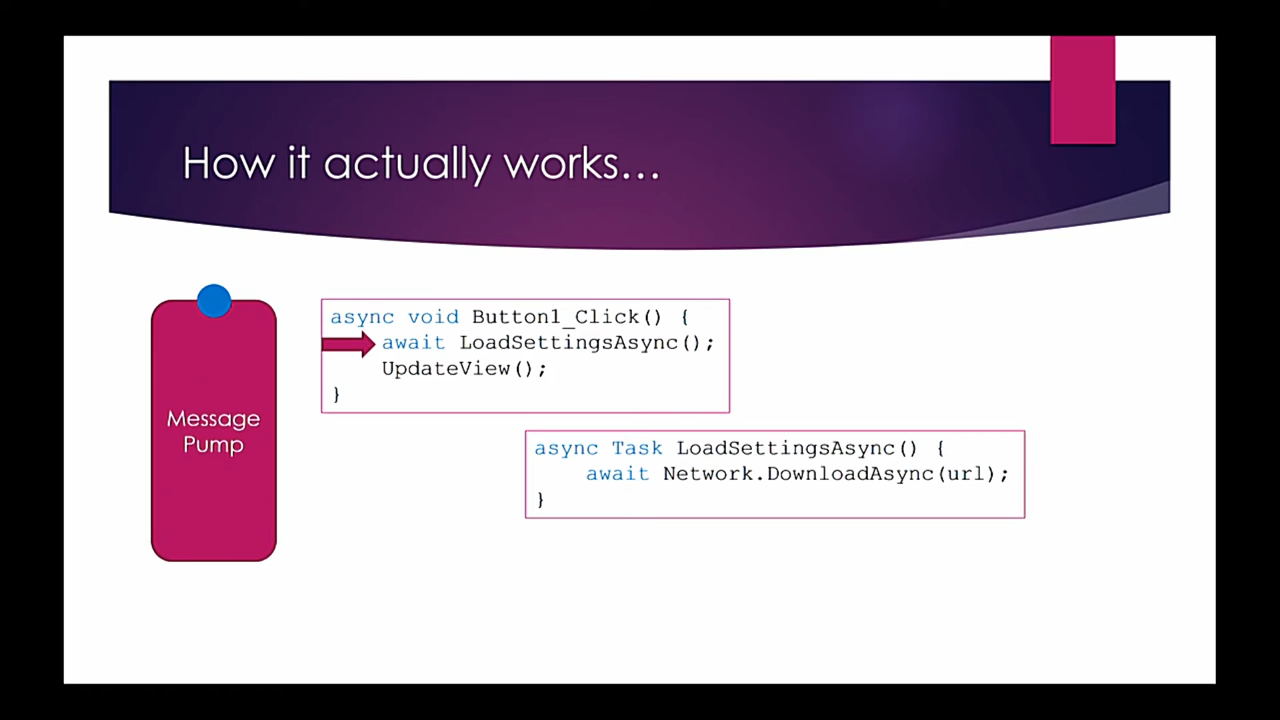 How it actually works...
Message
Pump
async void Button1_Click() {
    await LoadSettingsAsync();
    UpdateView();
}
async Task LoadSettingsAsync() {
    await Network.DownloadAsync(url);
}